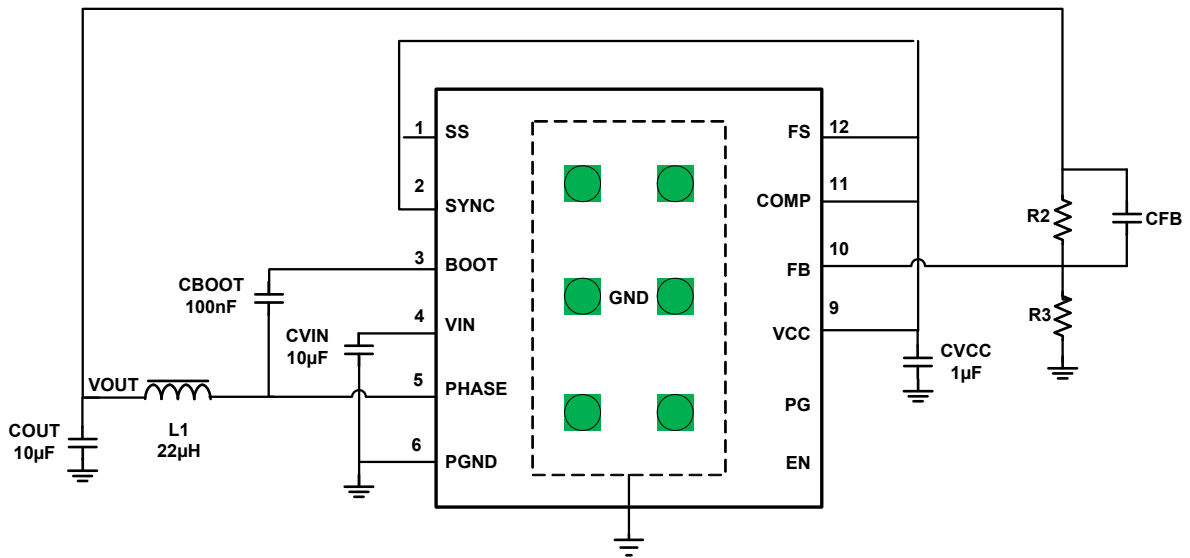 1
SS
FS
12
2
SYNC
COMP
11
R2
CFB
3
BOOT
FB
10
CBOOT
100nF
GND
4
VIN
VCC
9
R3
CVIN
10µF
CVCC
1µF
VOUT
5
PHASE
PG
L1
22µH
COUT
10µF
6
PGND
EN